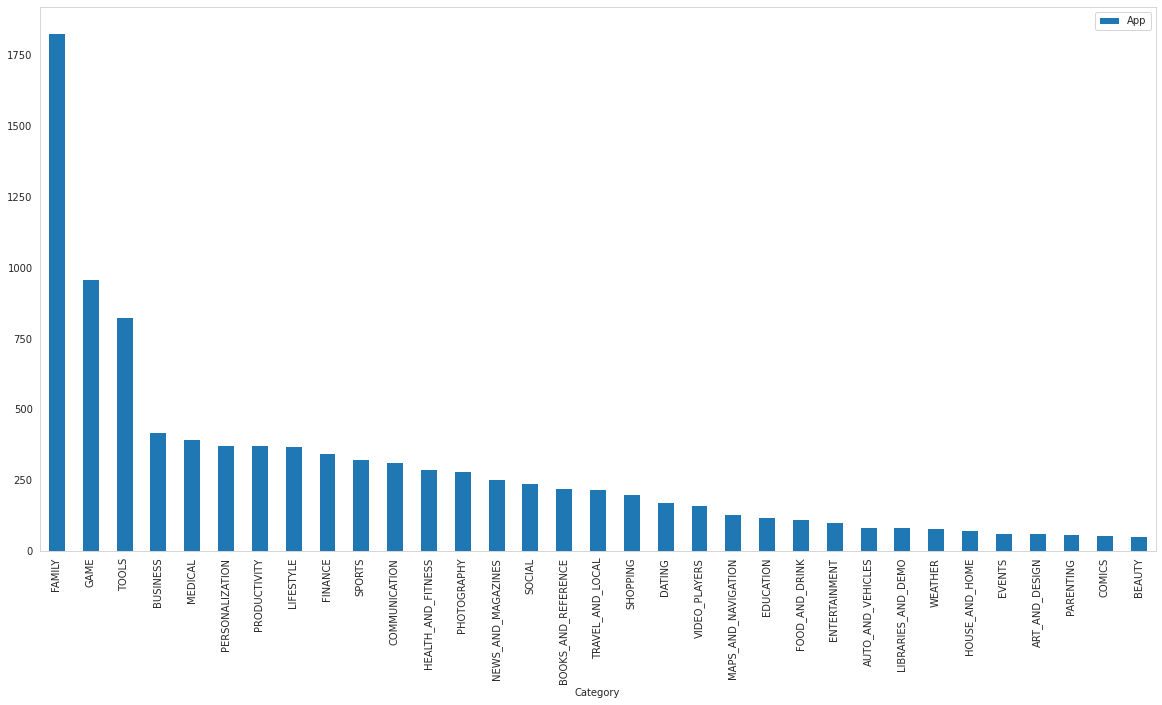 App
1750
1500
1250
1000
750
500
250
0
FAMILY
GAME
TOOLS
BUSINESS
MEDICAL
PERSONALIZATION
PRODUCTIVITY
LIFESTYLE
FINANCE
SPORTS
COMMUNICATION
HEALTH_AND_FITNESS
PHOTOGRAPHY
NEWS_AND_MAGAZINES
SOCIAL
BOOKS_AND_REFERENCE
TRAVEL_AND_LOCAL
SHOPPING
DATING
VIDEO_PLAYERS
MAPS_AND_NAVIGATION
EDUCATION
FOOD_AND_DRINK
ENTERTAINMENT
AUTO_AND_VEHICLES
LIBRARIES_AND_DEMO
WEATHER
HOUSE_AND_HOME
EVENTS
ART_AND_DESIGN
PARENTING
COMICS
BEAUTY
Category